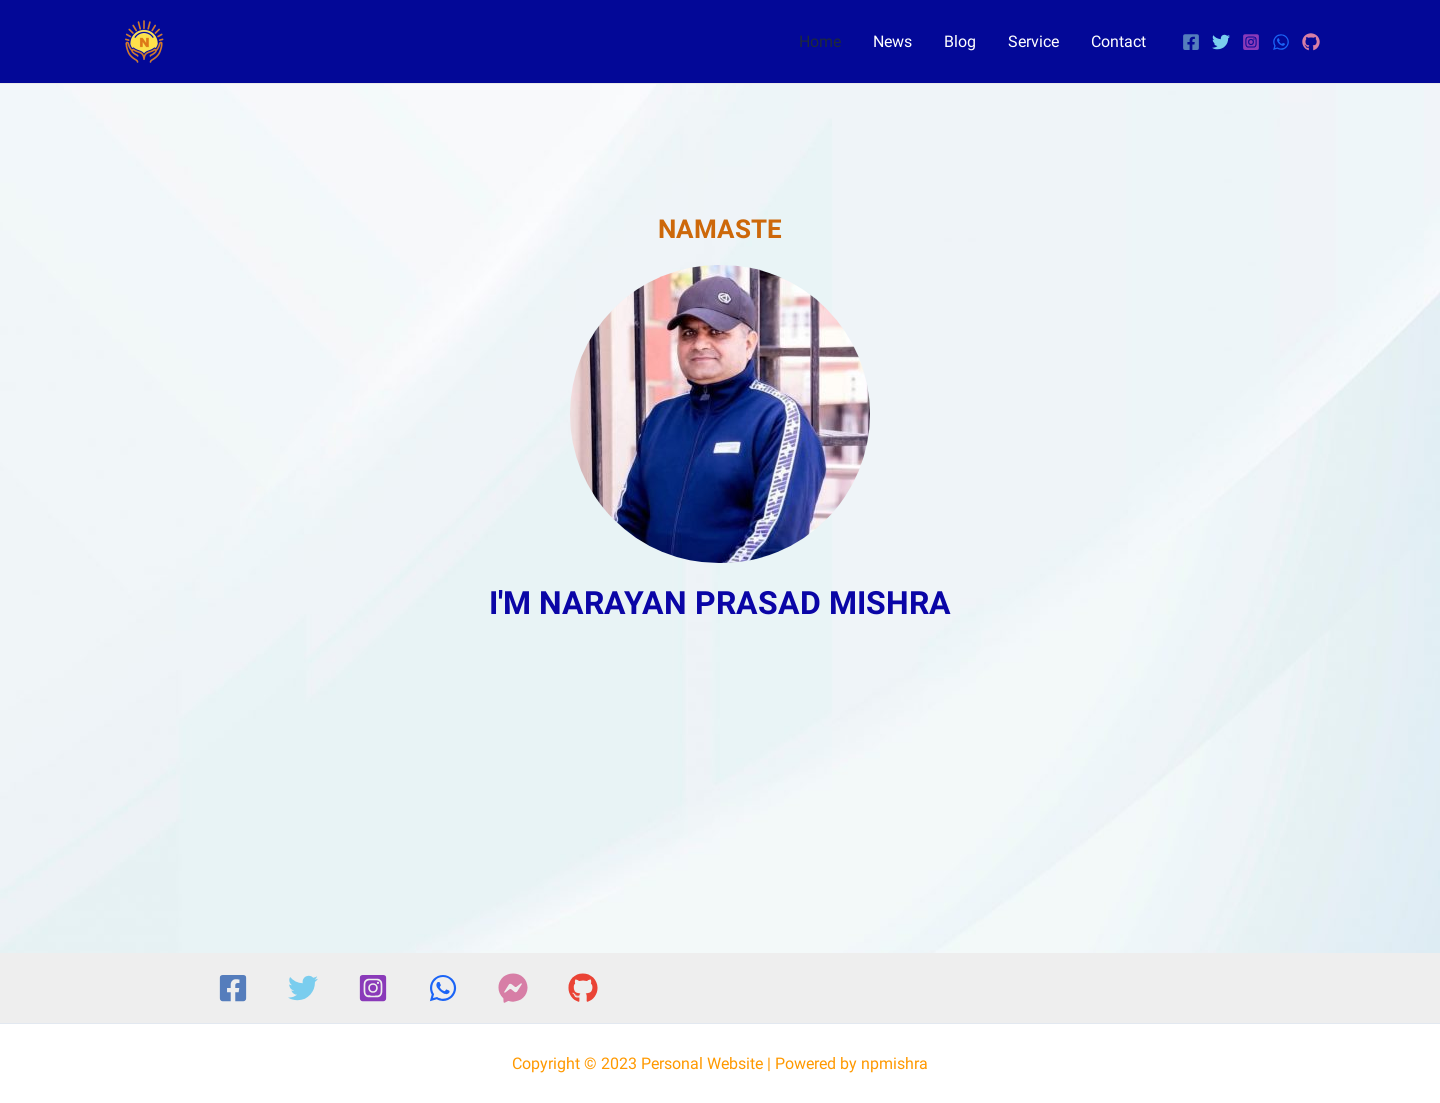 N
Home News Blog Service Contact
NAMASTE
I'M NARAYAN PRASAD MISHRA
Copyright © 2023 Personal Website | Powered by npmishra